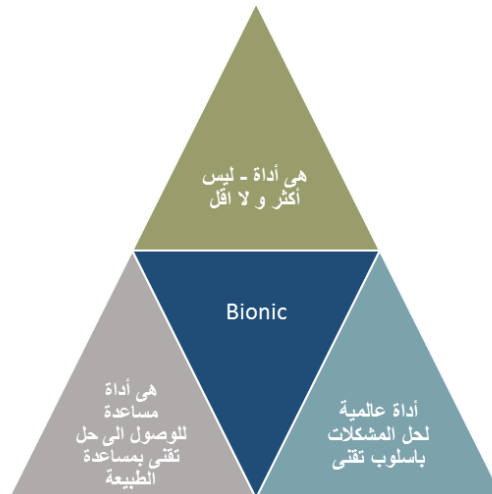 هى أداة - ليس
أكثر و لا اقل
Bionic
أداة عالمية
لحل المشكلات
باسلوب تقنى
هى أداة
مساعدة
للوصول الى حل
تقنى بمساعدة
الطبيعة